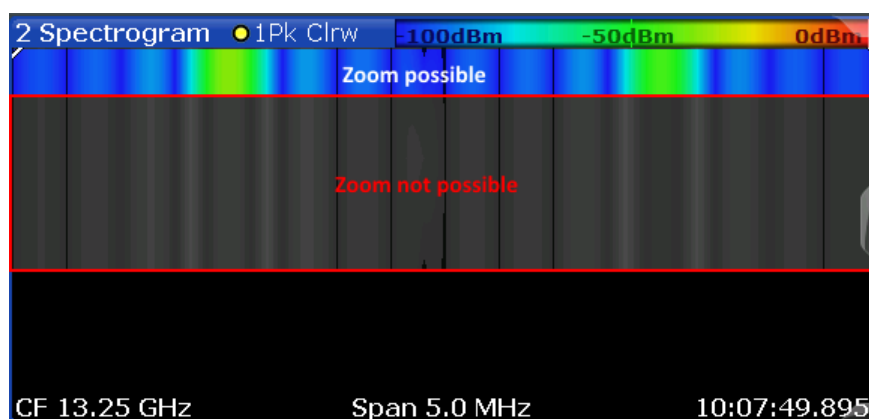 2 Spectrogram 1Pk Clrw -100dBm -50dBm 0dBm
Zoom possible
Zoom not possible
CF 13.25 GHz Span 5.0 MHz 10:07:49.895